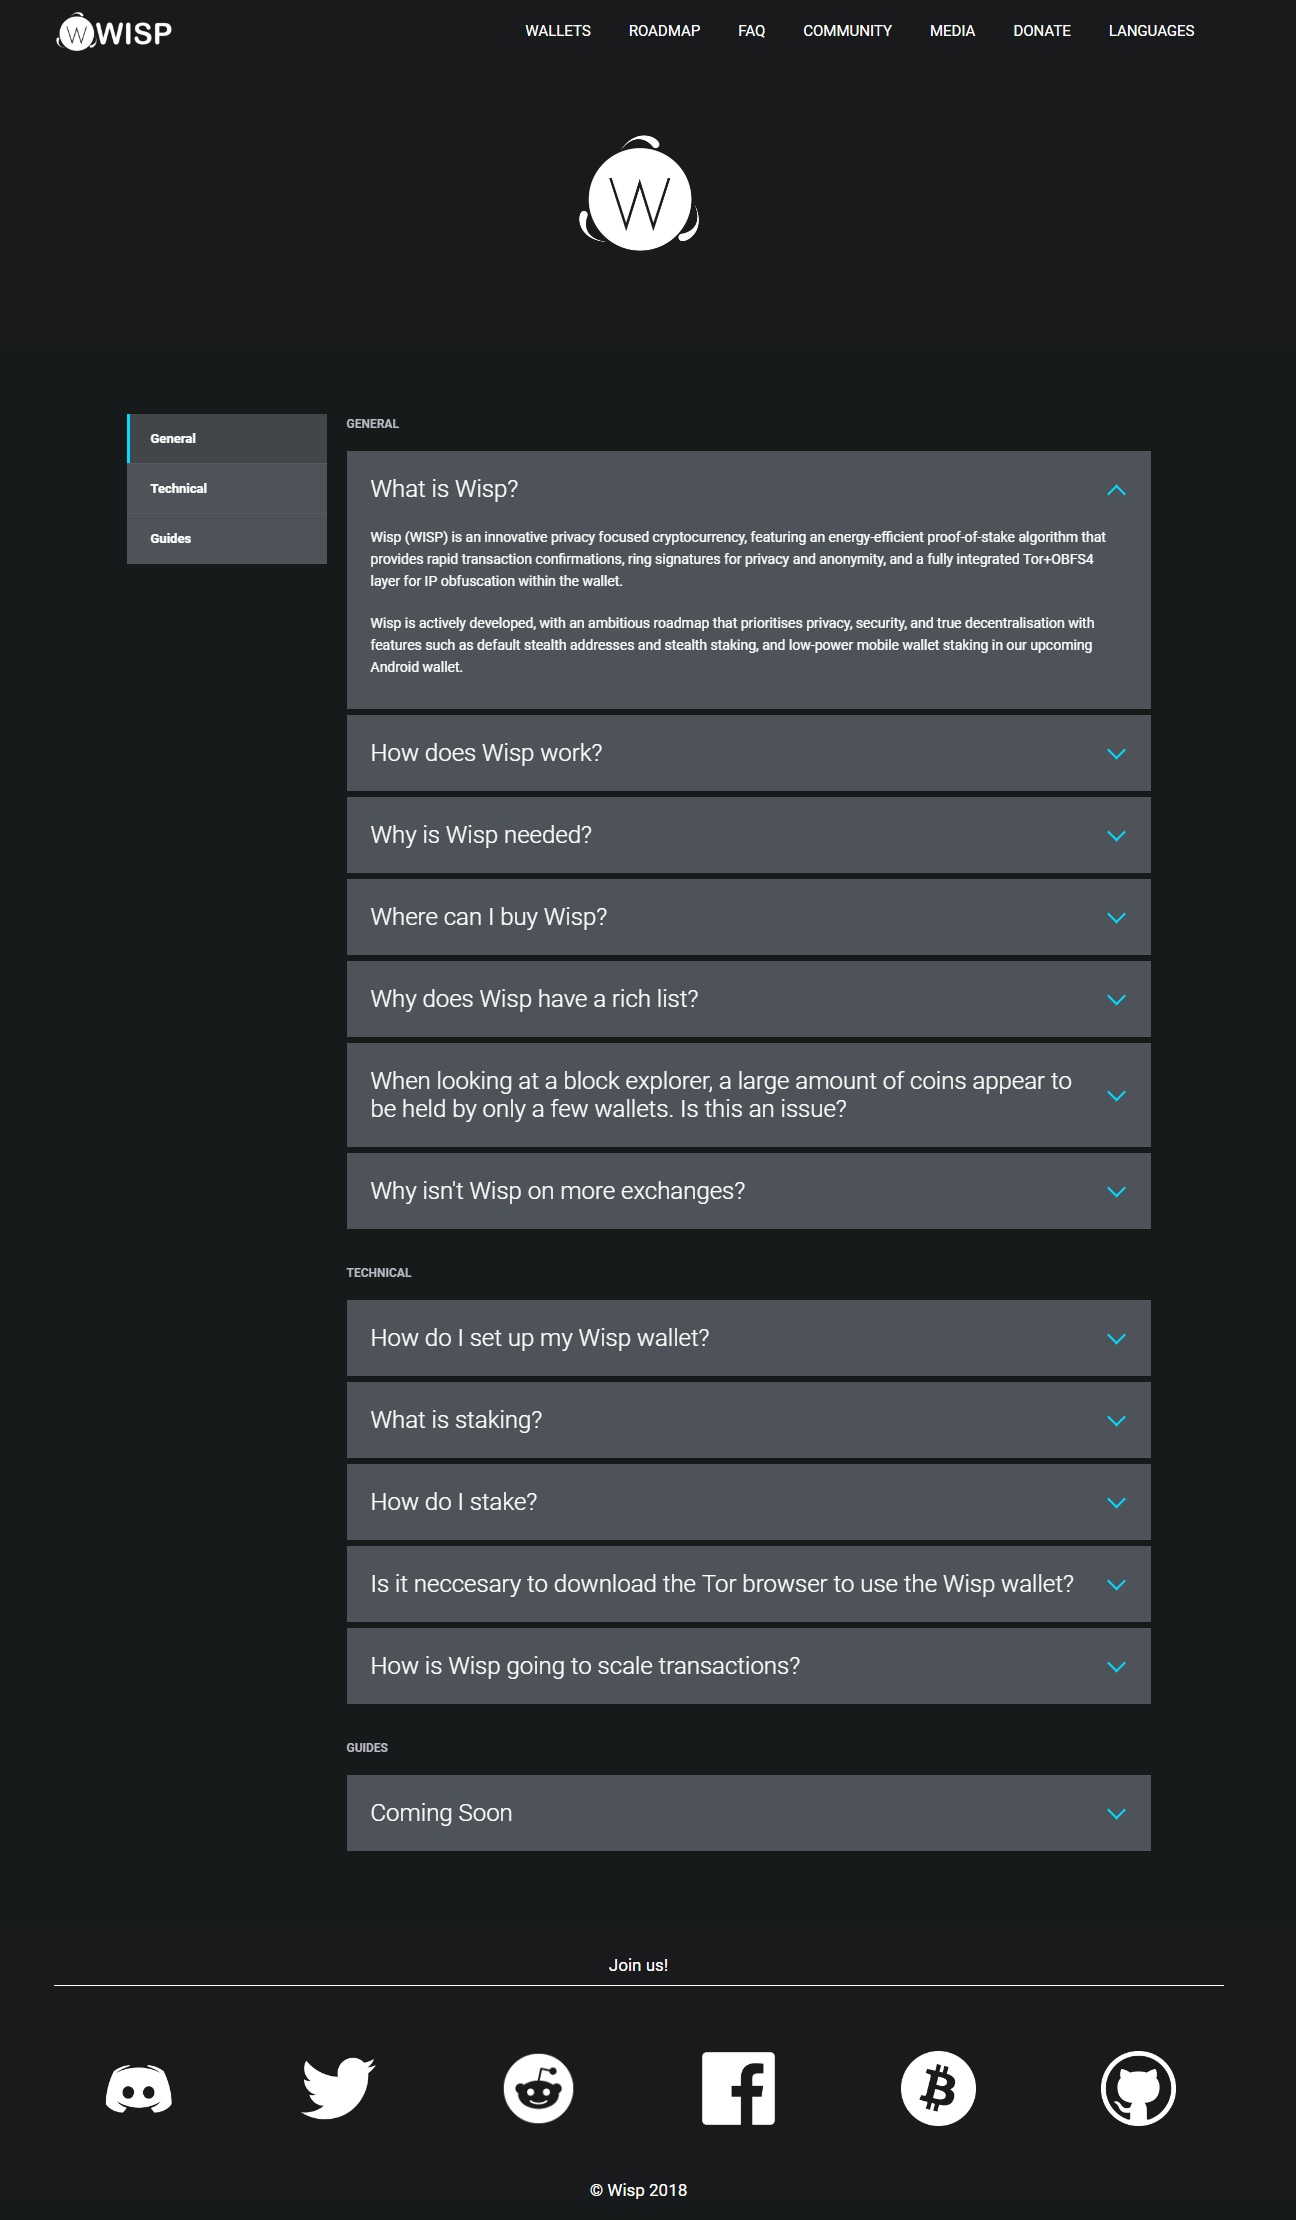 WISP
WALLETS ROADMAP FAQ COMMUNITY MEDIA DONATE LANGUAGES
W
General
Technical
Guides
GENERAL
What is Wisp?
Wisp (WISP) is an innovative privacy focused cryptocurrency, featuring an energy-efficient proof-of-stake algorithm that
provides rapid transaction confirmations, ring signatures for privacy and anonymity, and a fully integrated Tor+OBFS4
layer for IP obfuscation within the wallet.
Wisp is actively developed, with an ambitious roadmap that prioritises privacy, security, and true decentralisation with
features such as default stealth addresses and stealth staking, and low-power mobile wallet staking in our upcoming
Android wallet.
How does Wisp work?
Why is Wisp needed?
Where can I buy Wisp?
Why does Wisp have a rich list?
When looking at a block explorer, a large amount of coins appear to
be held by only a few wallets. Is this an issue?
Why isn't Wisp on more exchanges?
TECHNICAL
How do I set up my Wisp wallet?
What is staking?
How do I stake?
Is it neccesary to download the Tor browser to use the Wisp wallet?
How is Wisp going to scale transactions?
GUIDES
Coming Soon
Join us!
© Wisp 2018